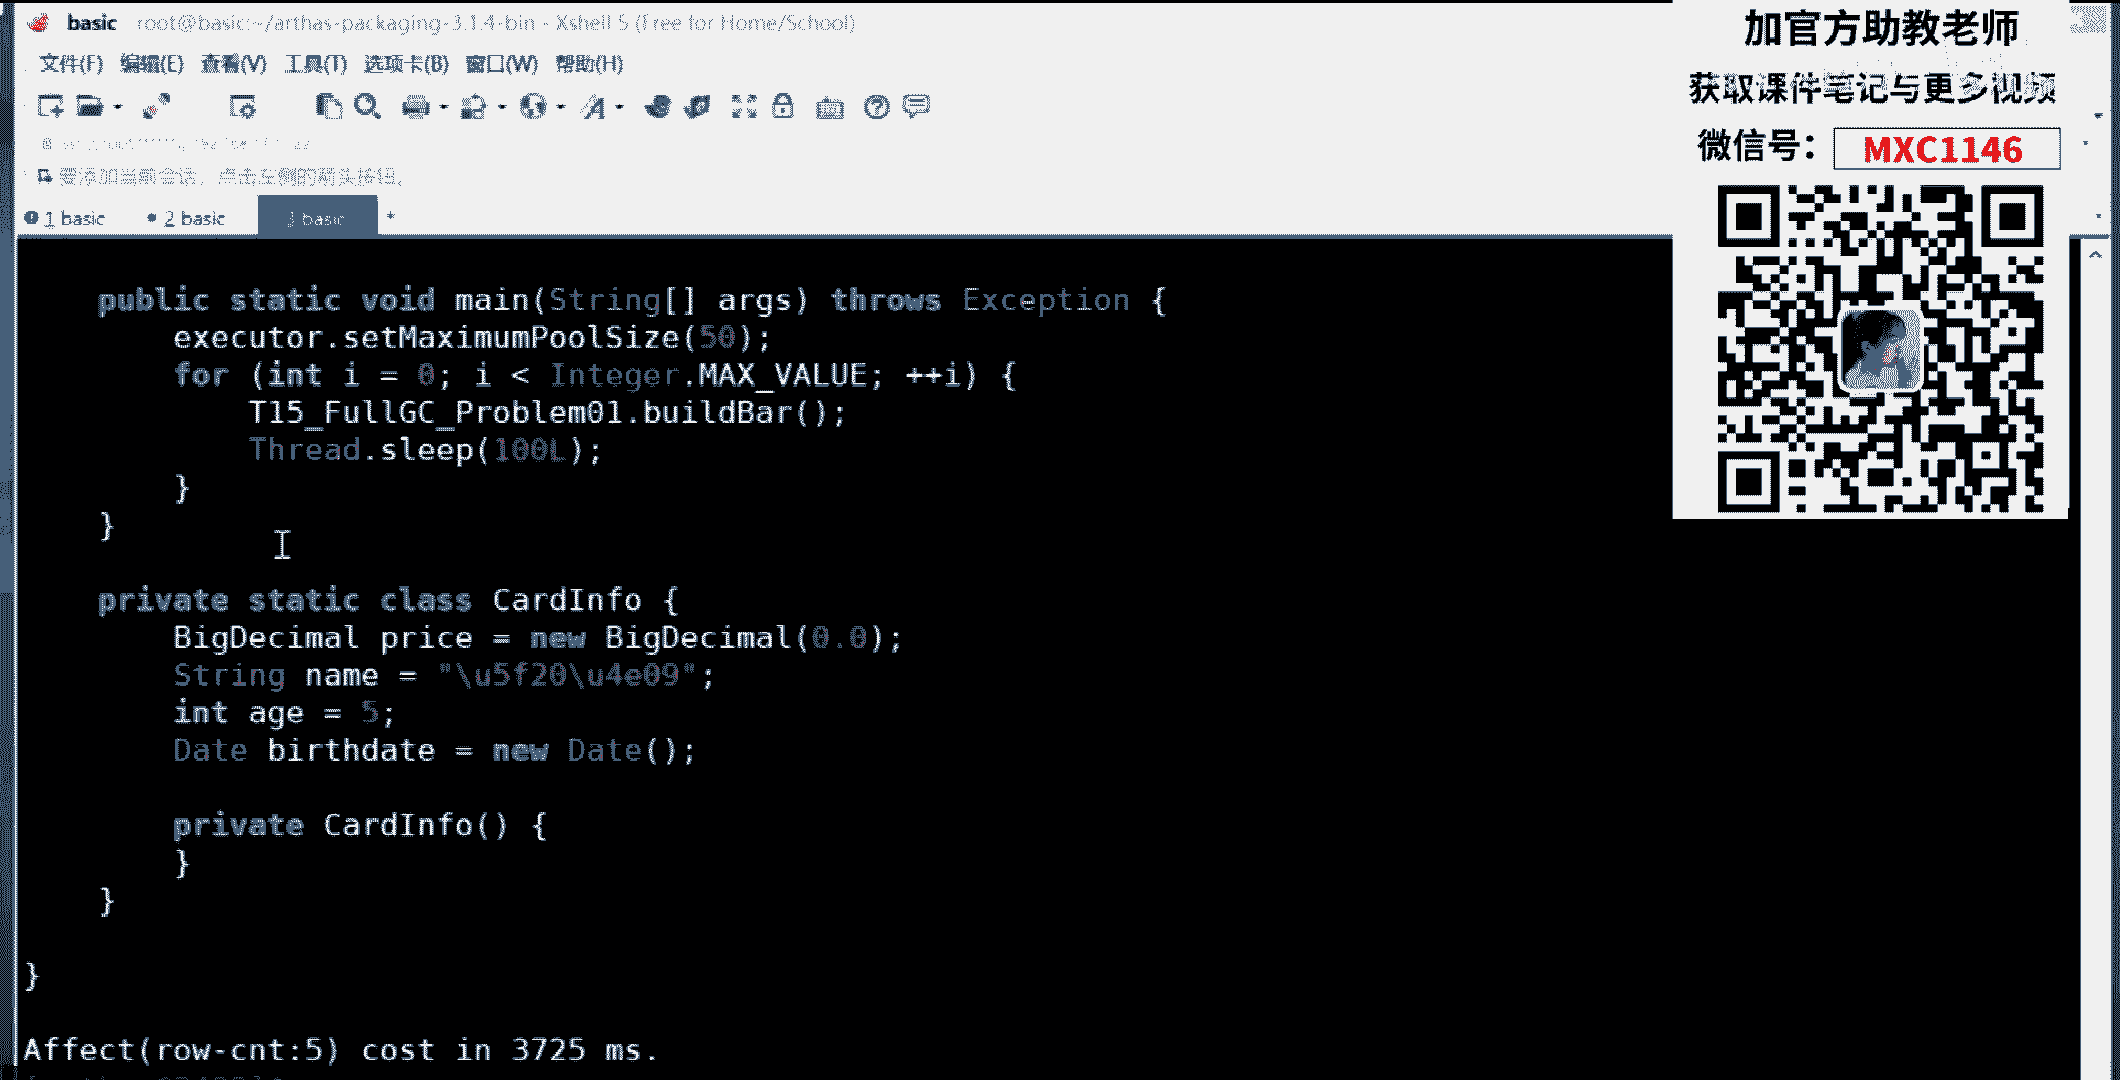 basic root@basic:~/arthas-packaging-3.1.4-bin - Xshell 5 (Free for Home/School)
文件(F) 编辑(E) 查看(V) 工具(T) 选项卡(B) 窗口(W) 帮助(H)
要添加当前会话，点击左侧的箭头按钮。
1 basic 2 basic 3 basic
public static void main(String[] args) throws Exception {
executor.setMaximumPoolSize(50);
for (int i = 0; i < Integer.MAX_VALUE; ++i) {
T15_FullGC_Problem01.buildBar();
Thread.sleep(100L);
}
}
private static class CardInfo {
BigDecimal price = new BigDecimal(0.0);
String name = "\u5f20\u4e09";
int age = 5;
Date birthdate = new Date();
private CardInfo() {
}
}
}
Affect(row-cnt:5) cost in 3725 ms.
加官方助教老师
获取课件笔记与更多视频
微信号：MXC1146